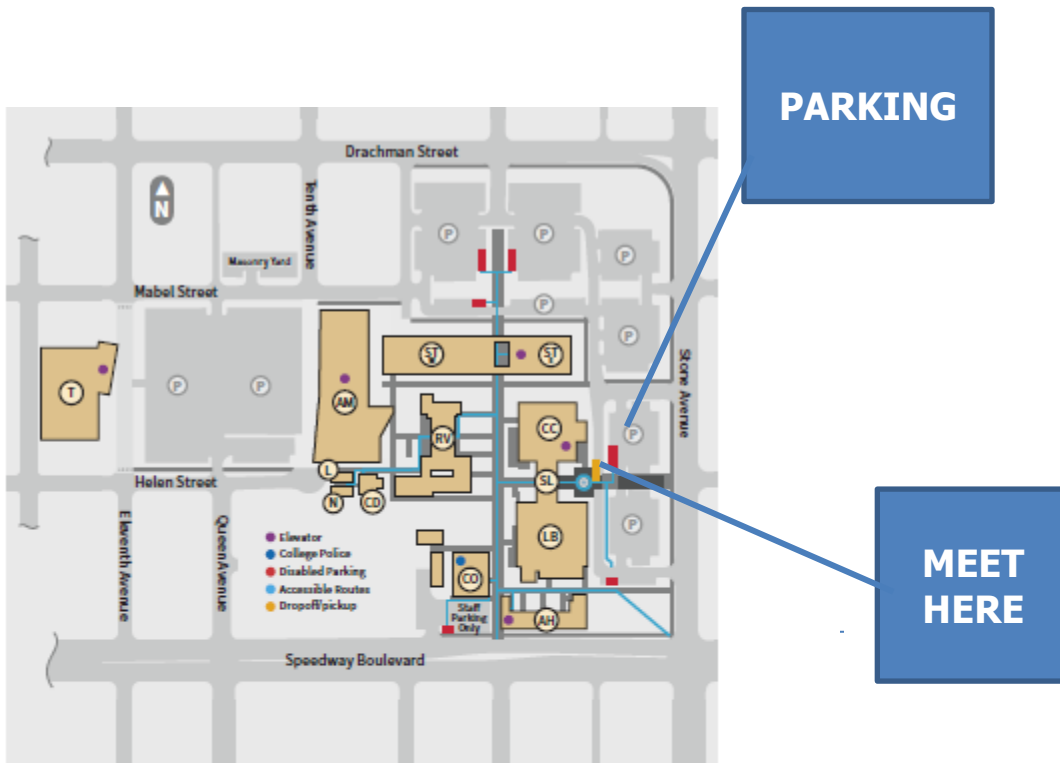 PARKING
Drachman Street
N
Tenth Avenue
P
P
P
Masonry Yard
Mabel Street
P
P
Stone Avenue
ST
W
ST
T
P
P
AM
CC
P
RV
L
SL
Helen Street
N
CD
P
LB
Eleventh Avenue
Queen Avenue
Elevator
College Police
Disabled Parking
Accessible Routes
Dropoff/pickup
CO
Staff
Parking
Only
AH
Speedway Boulevard
MEET
HERE